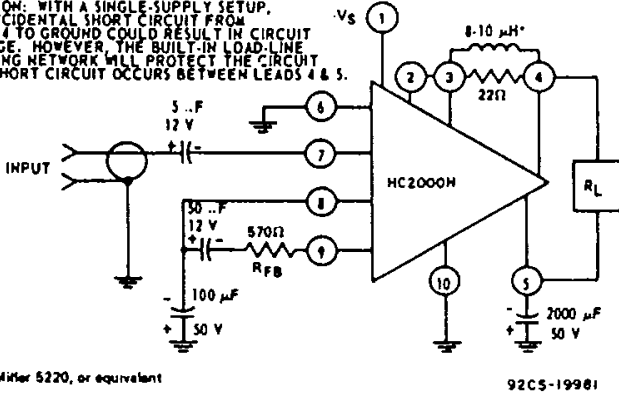 ON: WITH A SINGLE-SUPPLY SETUP,
CIDENTAL SHORT CIRCUIT FROM
4 TO GROUND COULD RESULT IN CIRCUIT
GE. HOWEVER, THE BUILT-IN LOAD-LINE
NG NETWORK WILL PROTECT THE CIRCUIT
HORT CIRCUIT OCCURS BETWEEN LEADS 4 & 5.
VS
1
8-10 µH*
2
3
4
22Ω
5
12 V
+ -
6
INPUT
7
HC2000H
RL
8
50
12 V
+ -
570Ω
RFB
9
- 100 µF
+ 50 V
10
5
- 2000 µF
+ 50 V
Miller 5220, or equivalent
92CS-19981